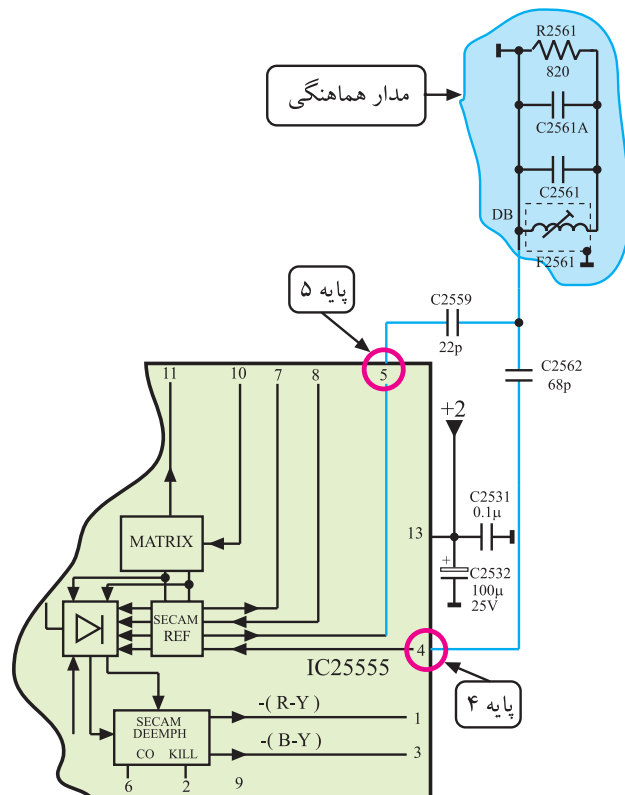 R2561
820
مدار هماهنگی
C2561A
C2561
DB
F2561
پایه ۵
C2559
22p
C2562
68p
11
10
7
8
5
+2
C2531
0.1µ
13
MATRIX
+
C2532
100µ
25V
SECAM
REF
4
IC25555
پایه ۴
-( R-Y )
1
SECAM
DEEMPH
-( B-Y )
3
CO KILL
6
2
9